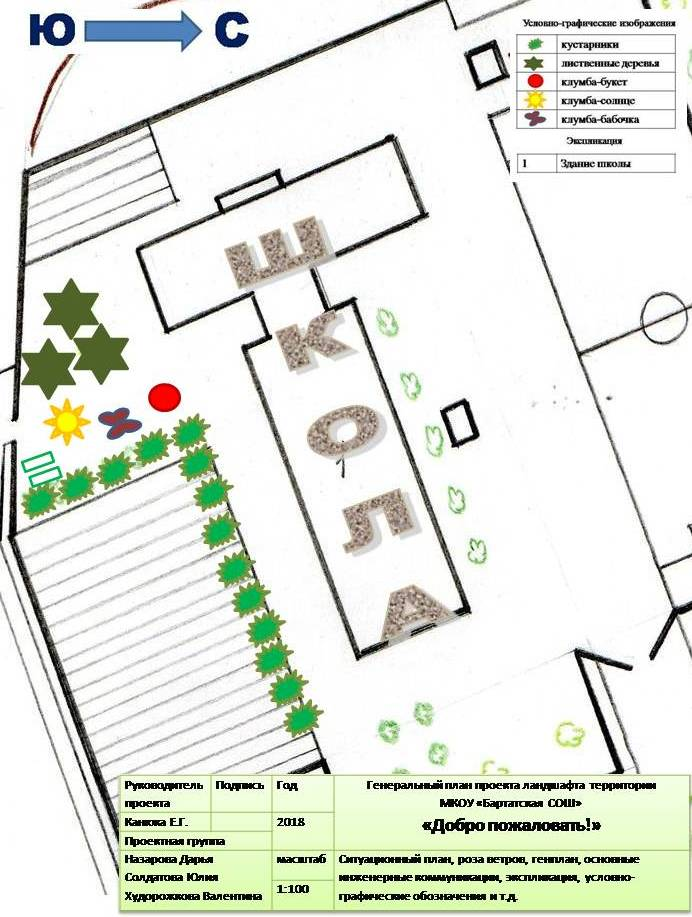 Ю С
Условно-графические изображения
кустарники
лиственные деревья
клумба-букет
клумба-солнце
клумба-бабочка
Экспликация
1 Здание школы
ШКОЛА
1
Руководитель проекта Подпись Год Генеральный план проекта ландшафта территории
МКОУ «Бартатская СОШ»
Канюка Е.Г. 2018 «Добро пожаловать!»
Проектная группа
Назарова Дарья масштаб Ситуационный план, роза ветров, генплан, основные
Солдатова Юлия инженерные коммуникации, экспликация, условно-
Худорожкова Валентина 1:100 графические обозначения и т.д.